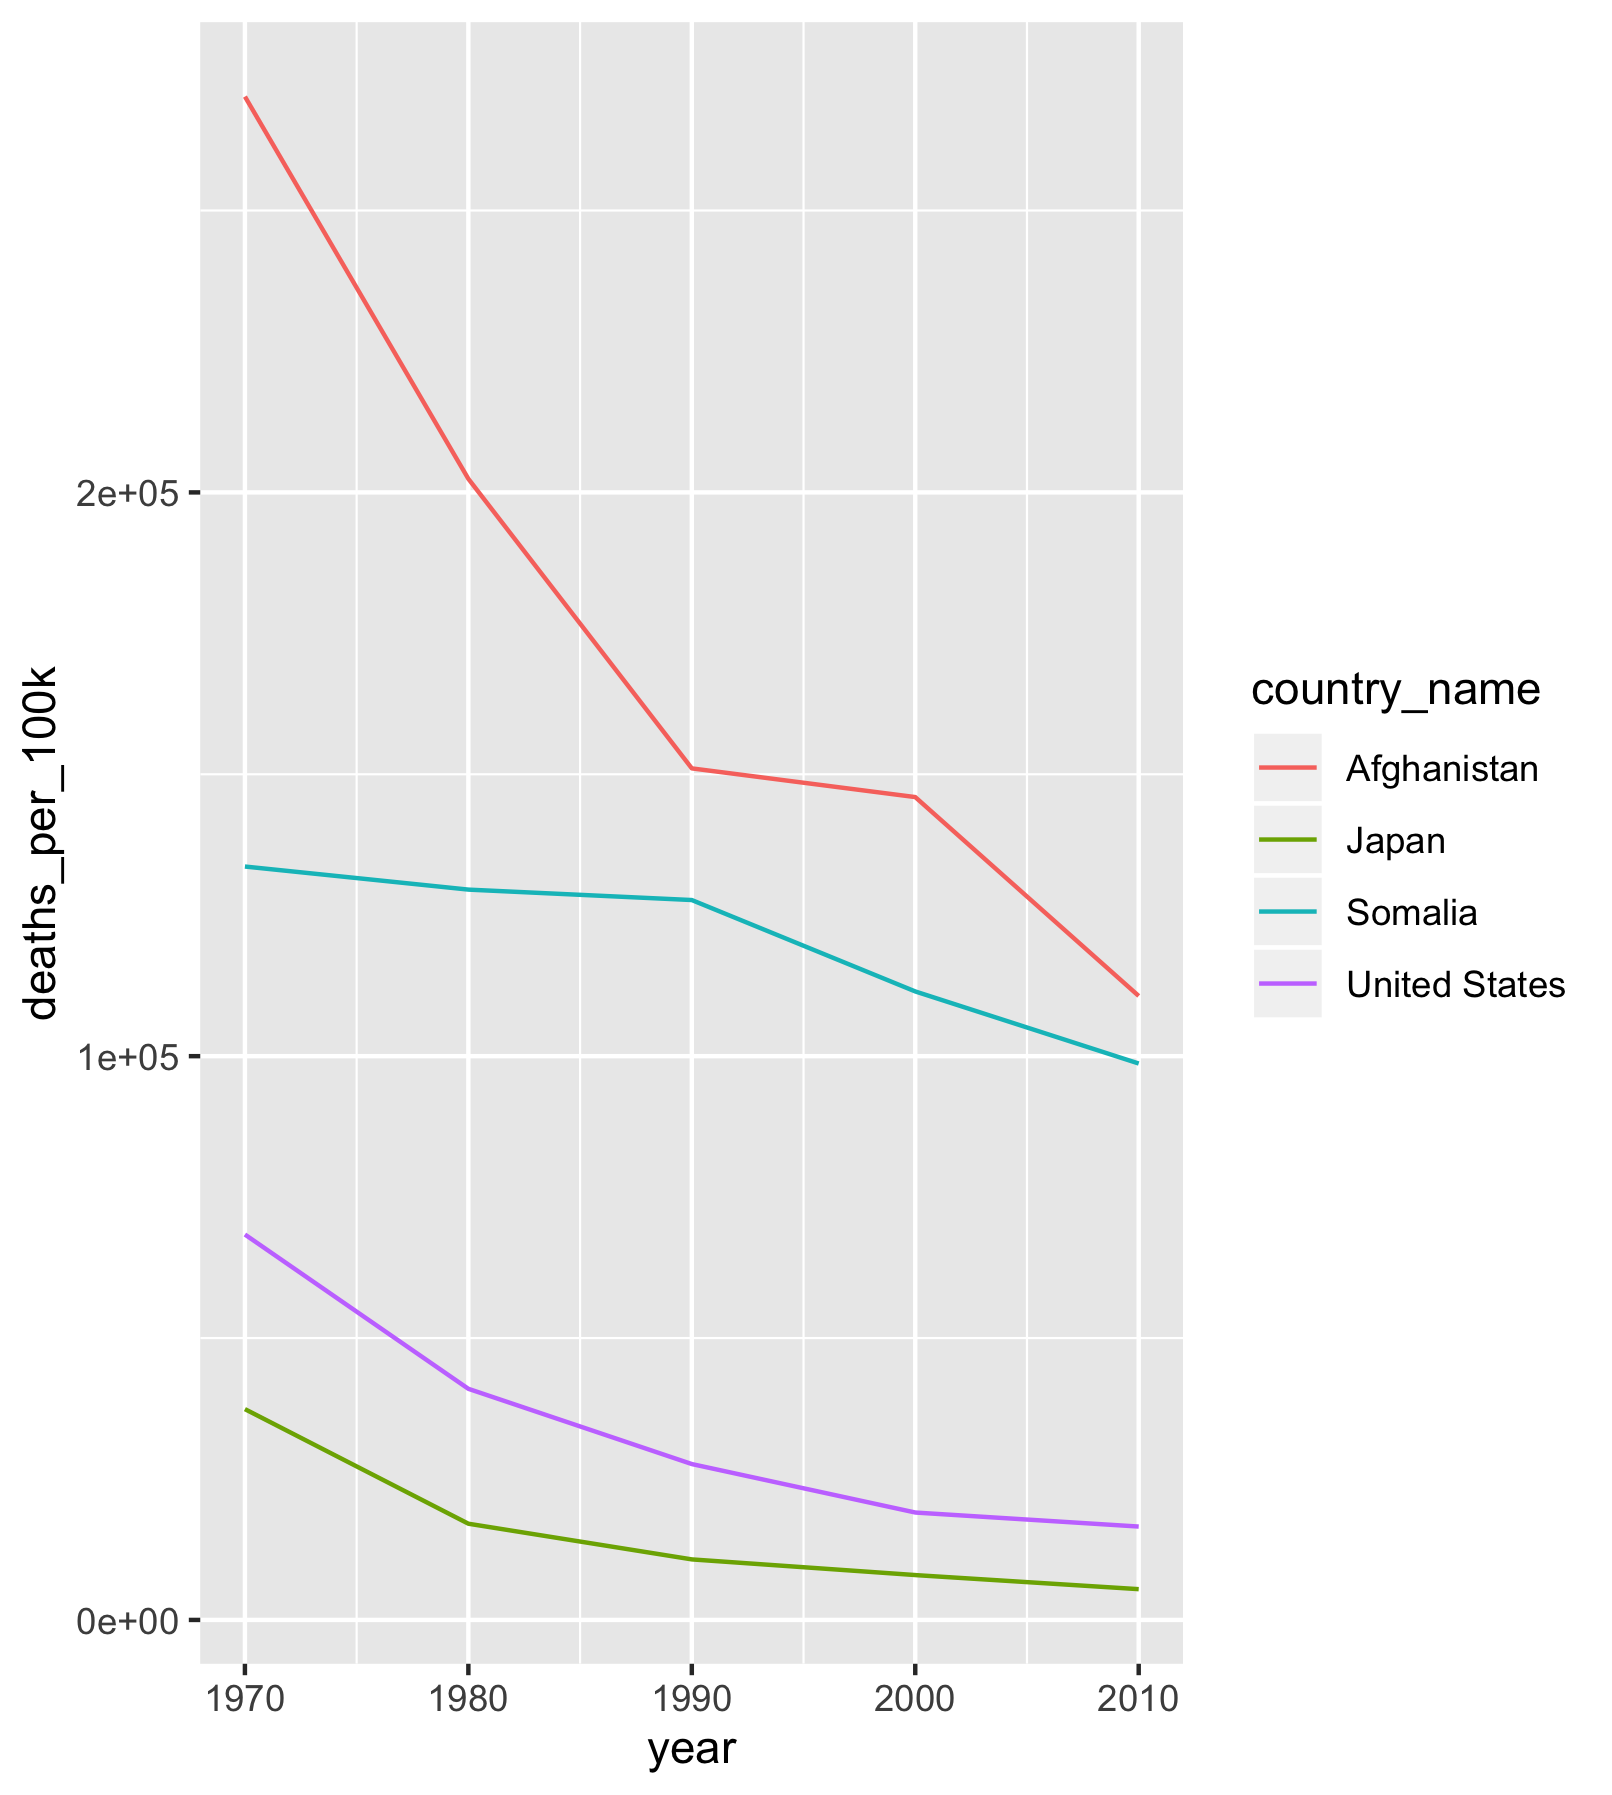 deaths_per_100k
2e+05
1e+05
0e+00
1970 1980 1990 2000 2010
year
country_name
Afghanistan
Japan
Somalia
United States